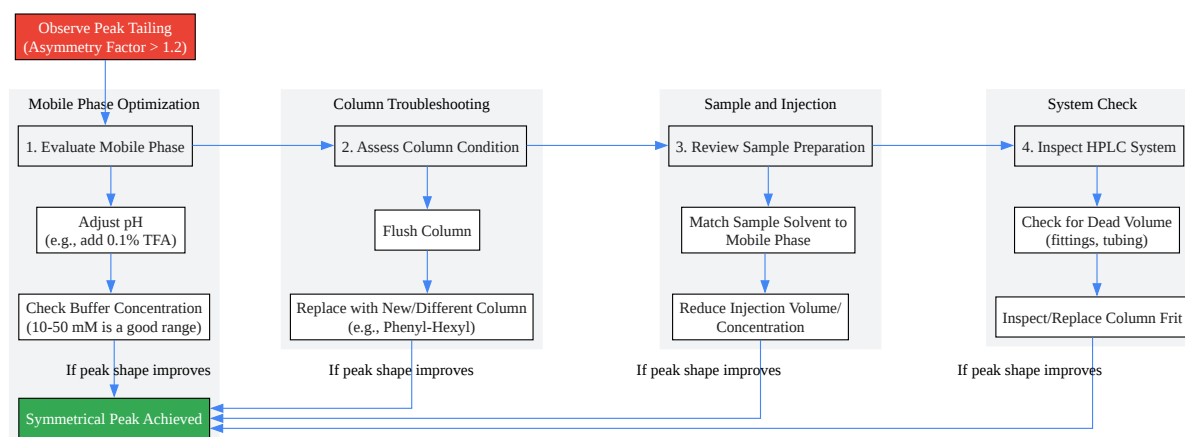 Observe Peak Tailing
(Asymmetry Factor > 1.2)
Mobile Phase Optimization
Column Troubleshooting
Sample and Injection
System Check
1. Evaluate Mobile Phase
2. Assess Column Condition
3. Review Sample Preparation
4. Inspect HPLC System
Adjust pH
(e.g., add 0.1% TFA)
Flush Column
Match Sample Solvent to
Mobile Phase
Check for Dead Volume
(fittings, tubing)
Check Buffer Concentration
(10-50 mM is a good range)
Replace with New/Different Column
(e.g., Phenyl-Hexyl)
Reduce Injection Volume/
Concentration
Inspect/Replace Column Frit
If peak shape improves
If peak shape improves
If peak shape improves
If peak shape improves
Symmetrical Peak Achieved